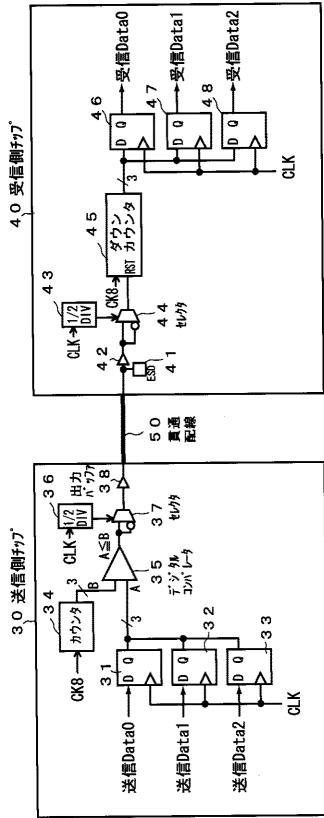 30 送信側チップ
CK8
34
カウンタ
3
B
CLK
36
1/2
DIV
出力
バッファ
38
A≦B
A
35
デジタル
コンパレータ
37
セレクタ
3
送信Data0
D Q
31
送信Data1
D Q
32
送信Data2
D Q
33
CLK
50
貫通
配線
40 受信側チップ
CLK
43
1/2
DIV
42
ESD
41
44
セレクタ
CK8
RST
45
ダウン
カウンタ
3
46
D Q
受信Data0
47
D Q
受信Data1
48
D Q
受信Data2
CLK